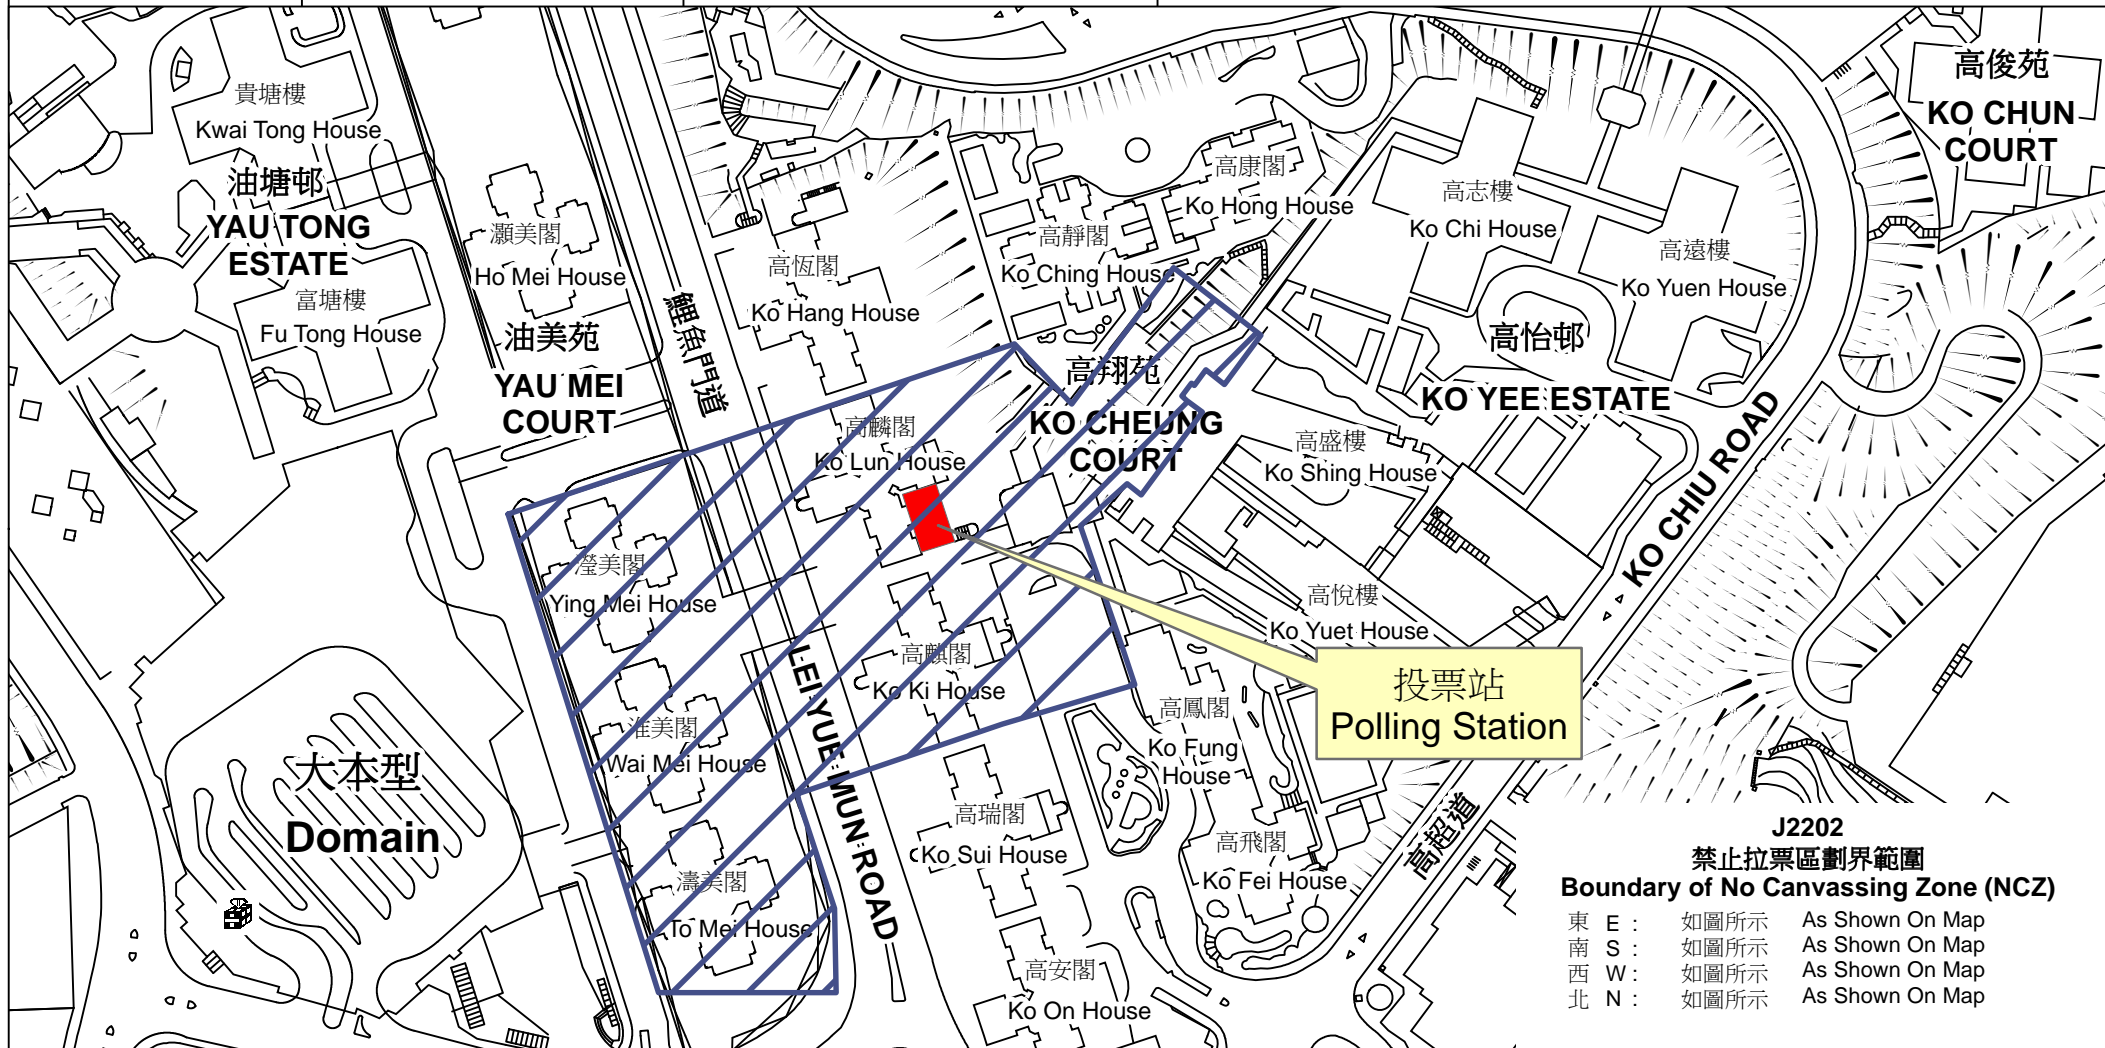 貴塘樓
Kwai Tong House
油塘邨
YAU TONG
ESTATE
富塘樓
Fu Tong House
灝美閣
Ho Mei House
油美苑
YAU MEI
COURT
鯉魚門道
高恆閣
Ko Hang House
高靜閣
Ko Ching House
高康閣
Ko Hong House
高志樓
Ko Chi House
高遠樓
Ko Yuen House
高俊苑
KO CHUN
COURT
高怡邨
KO YEE ESTATE
高翔苑
KO CHEUNG
COURT
高麟閣
Ko Lun House
高盛樓
Ko Shing House
KO CHIU ROAD
瀅美閣
Ying Mei House
高悅樓
Ko Yuet House
高麒閣
Ko Ki House
LEI YUE MUN ROAD
淮美閣
Wai Mei House
投票站
Polling Station
高鳳閣
Ko Fung
House
大本型
Domain
高瑞閣
Ko Sui House
高飛閣
Ko Fei House
高超道
濤美閣
To Mei House
高安閣
Ko On House
J2202
禁止拉票區劃界範圍
Boundary of No Canvassing Zone (NCZ)
東 E : 如圖所示 As Shown On Map
南 S : 如圖所示 As Shown On Map
西 W : 如圖所示 As Shown On Map
北 N : 如圖所示 As Shown On Map